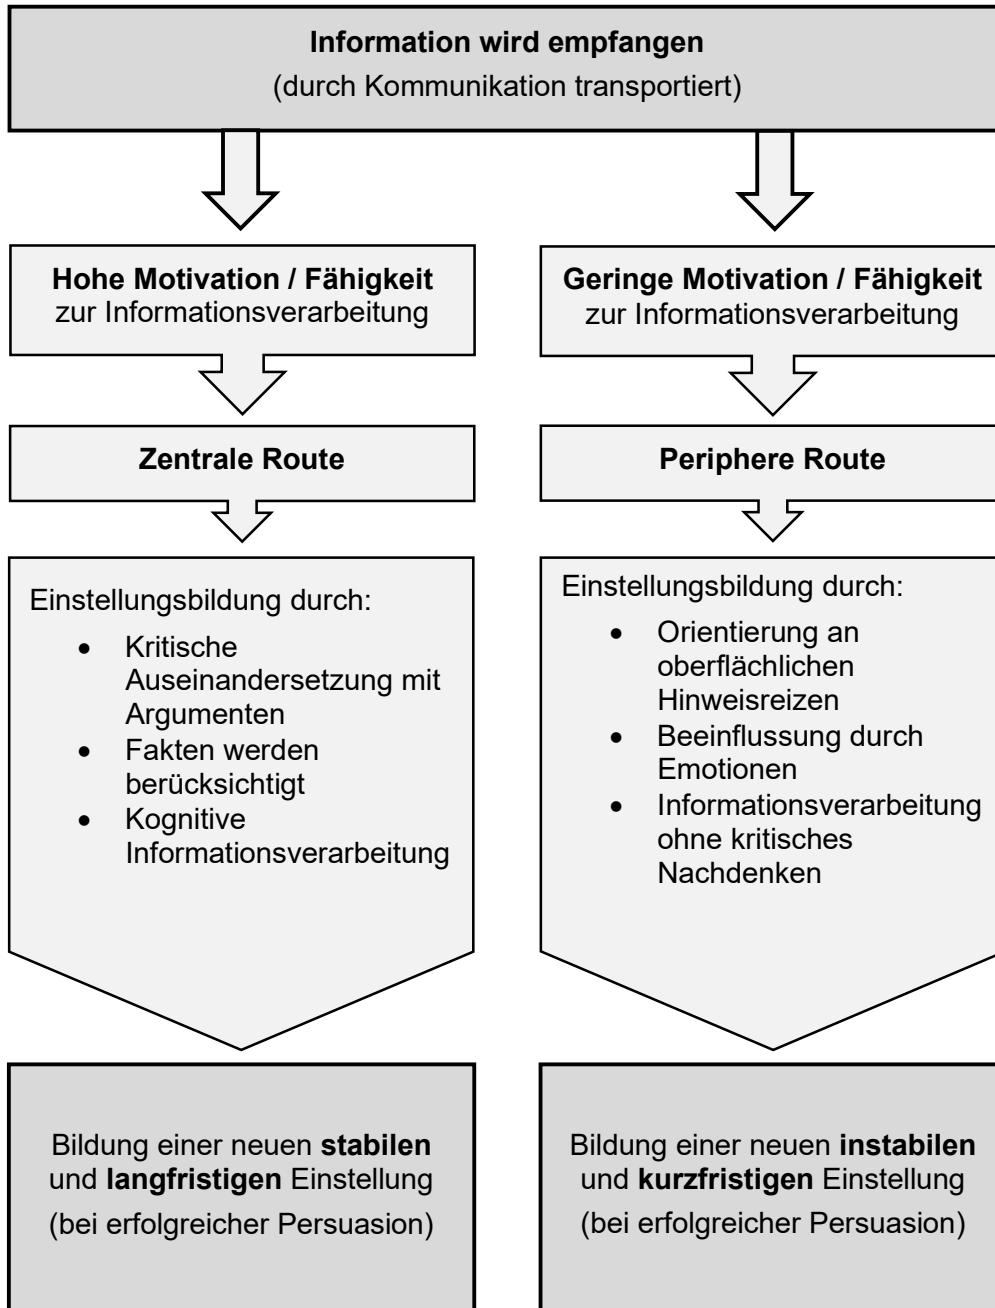 Information wird empfangen
(durch Kommunikation transportiert)
Hohe Motivation / Fähigkeit
zur Informationsverarbeitung
Zentrale Route
Einstellungsbildung durch:
• Kritische
Auseinandersetzung mit
Argumenten
• Fakten werden
berücksichtigt
• Kognitive
Informationsverarbeitung
Bildung einer neuen stabilen
und langfristigen Einstellung
(bei erfolgreicher Persuasion)
Geringe Motivation / Fähigkeit
zur Informationsverarbeitung
Periphere Route
Einstellungsbildung durch:
• Orientierung an
oberflächlichen
Hinweisreizen
• Beeinflussung durch
Emotionen
• Informationsverarbeitung
ohne kritisches
Nachdenken
Bildung einer neuen instabilen
und kurzfristigen Einstellung
(bei erfolgreicher Persuasion)